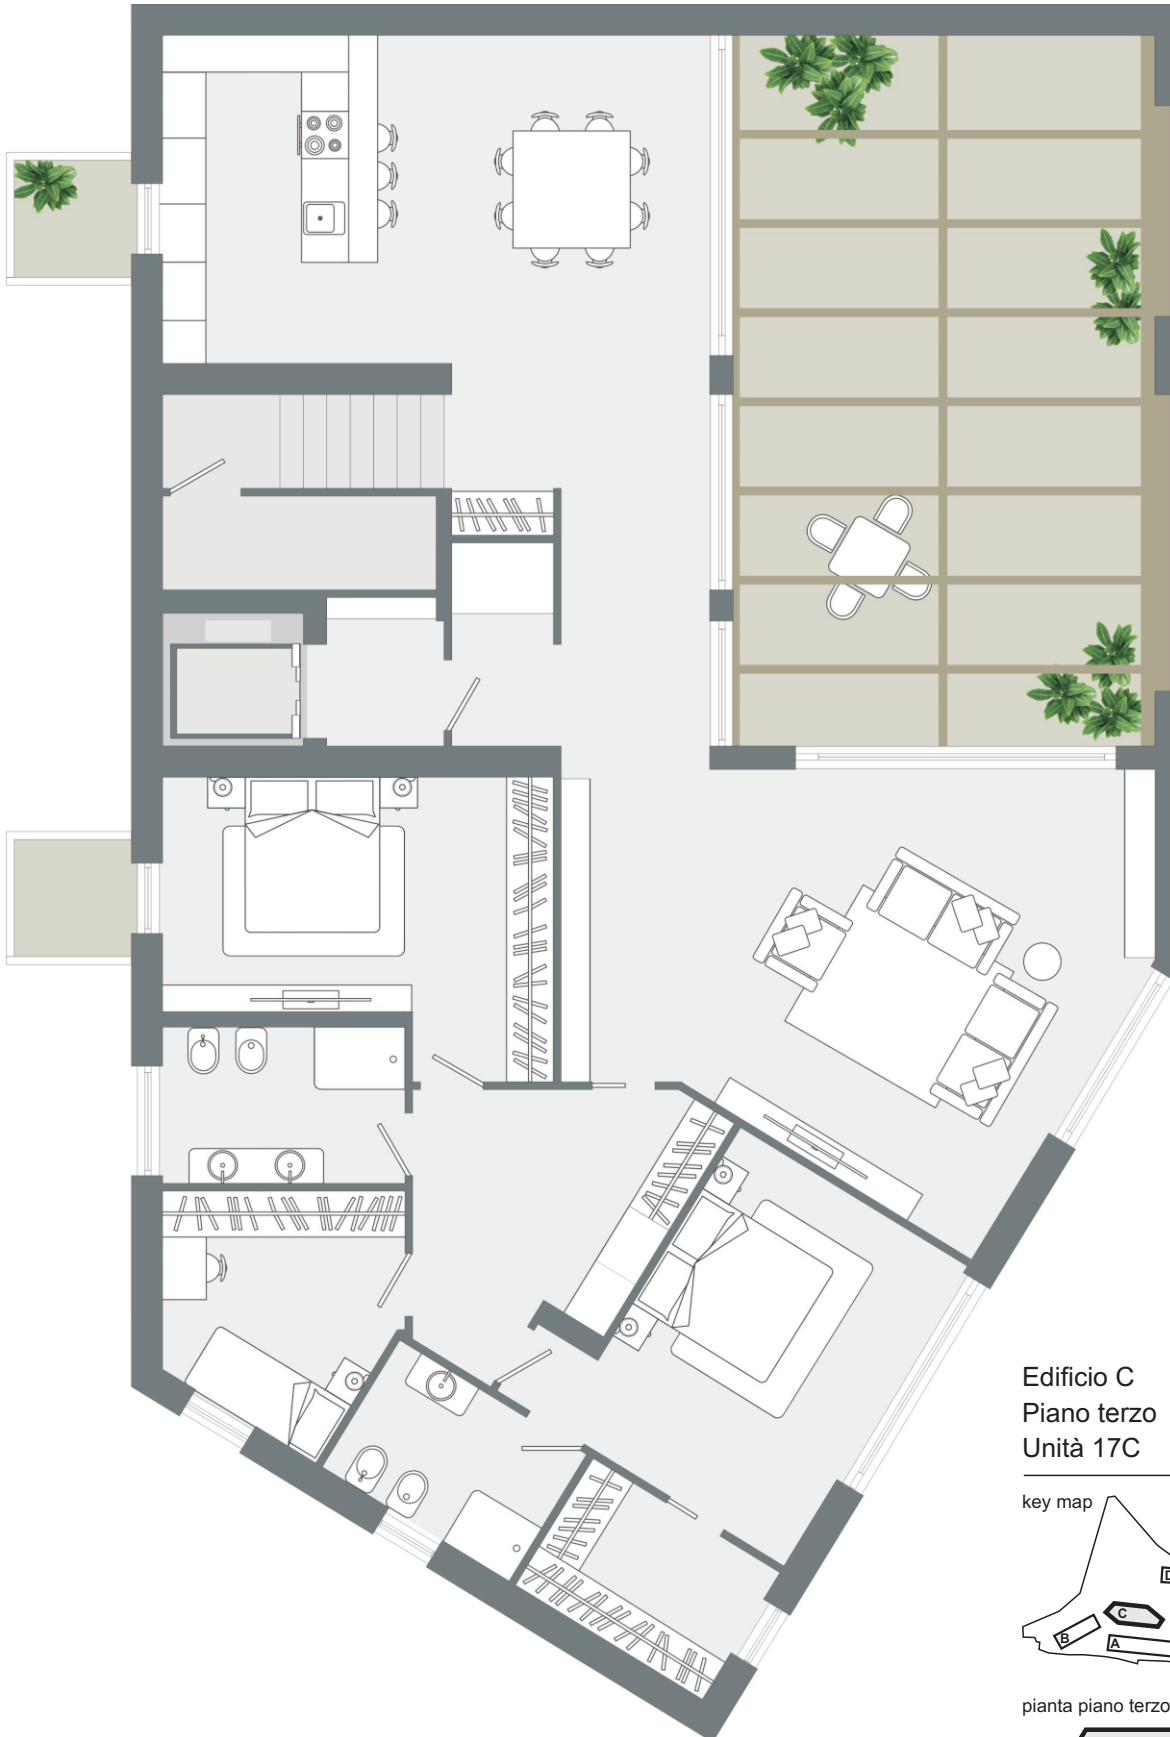 Edificio C
Piano terzo
Unità 17C
key map
D
C
B
A
pianta piano terzo